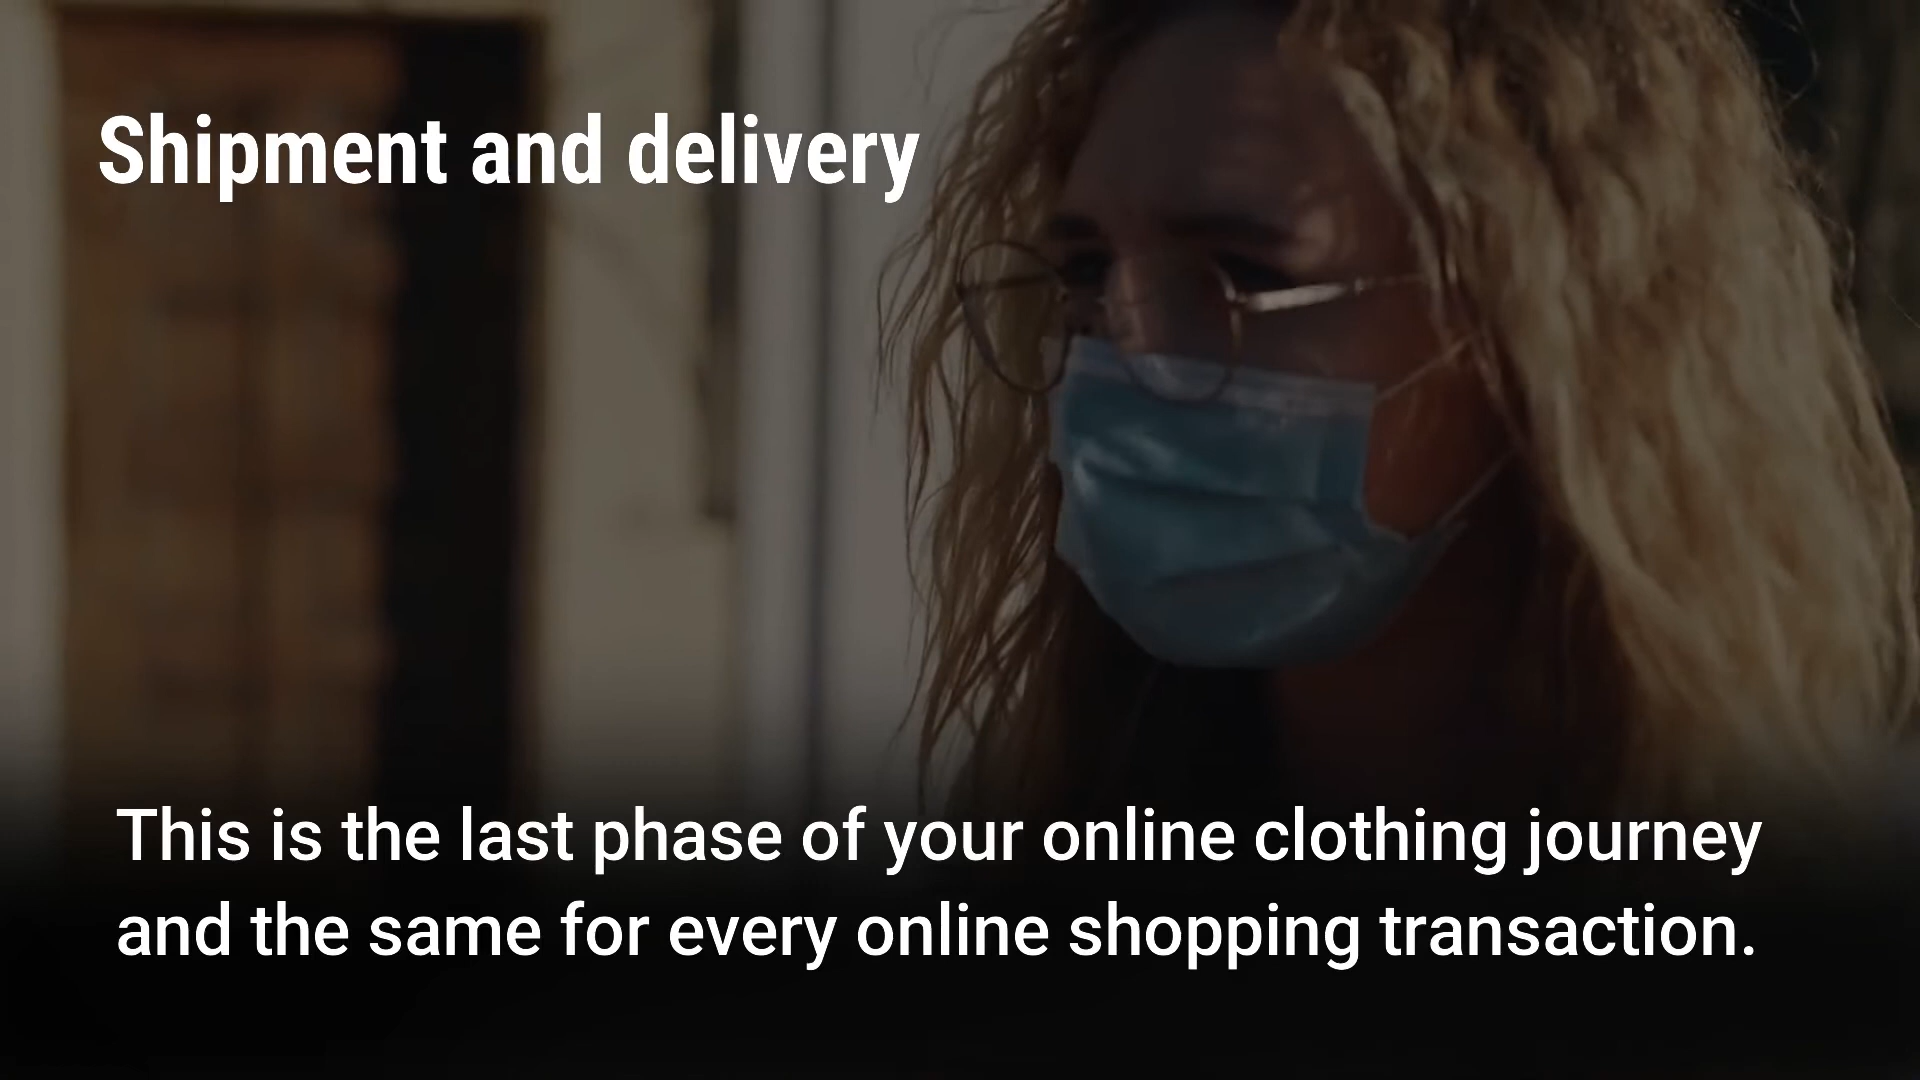 Shipment and delivery
This is the last phase of your online clothing journey
and the same for every online shopping transaction.